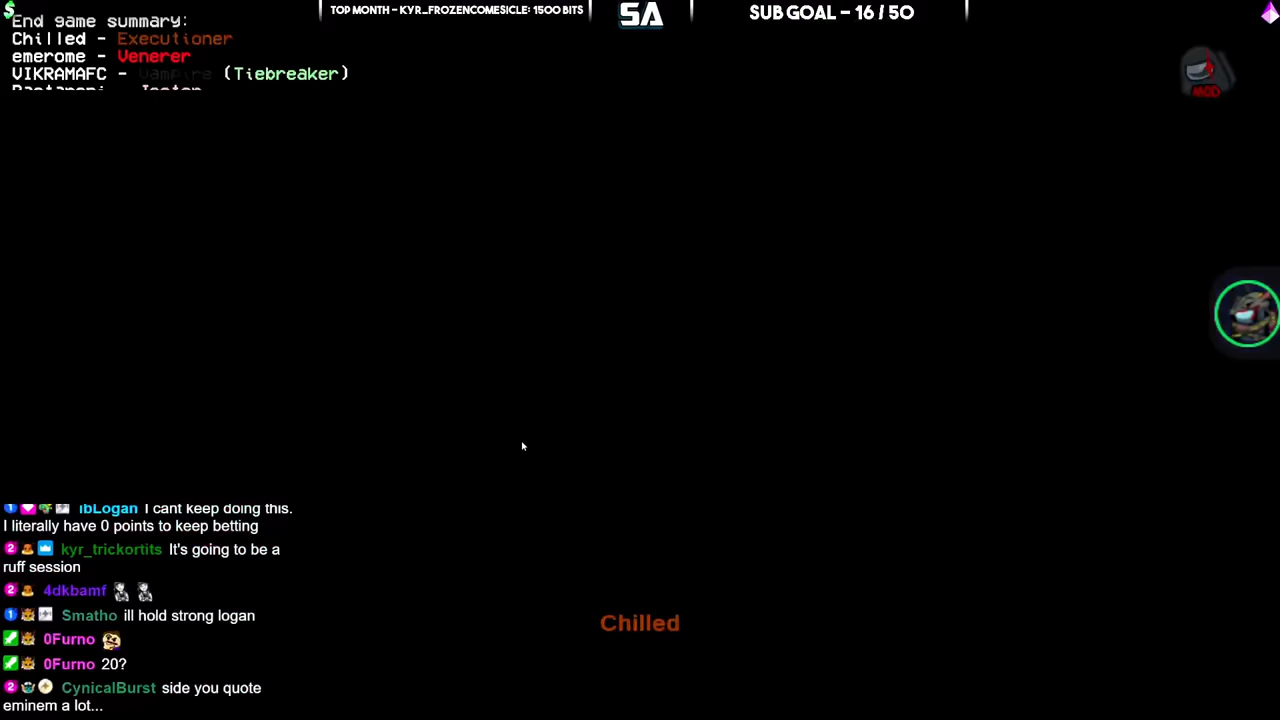 End game summary:
Chilled - Executioner
emerome - Venerer
VIKRAMAFC - Vampire (Tiebreaker)
TOP MONTH - KYR_FROZENCOMESICLE: 1500 BITS
SA
SUB GOAL - 16 / 50
MOD
ibLogan I cant keep doing this.
I literally have 0 points to keep betting
kyr_trickortits It's going to be a
ruff session
4dkbamf
Smatho ill hold strong logan
0Furno
0Furno 20?
CynicalBurst side you quote
eminem a lot...
Chilled